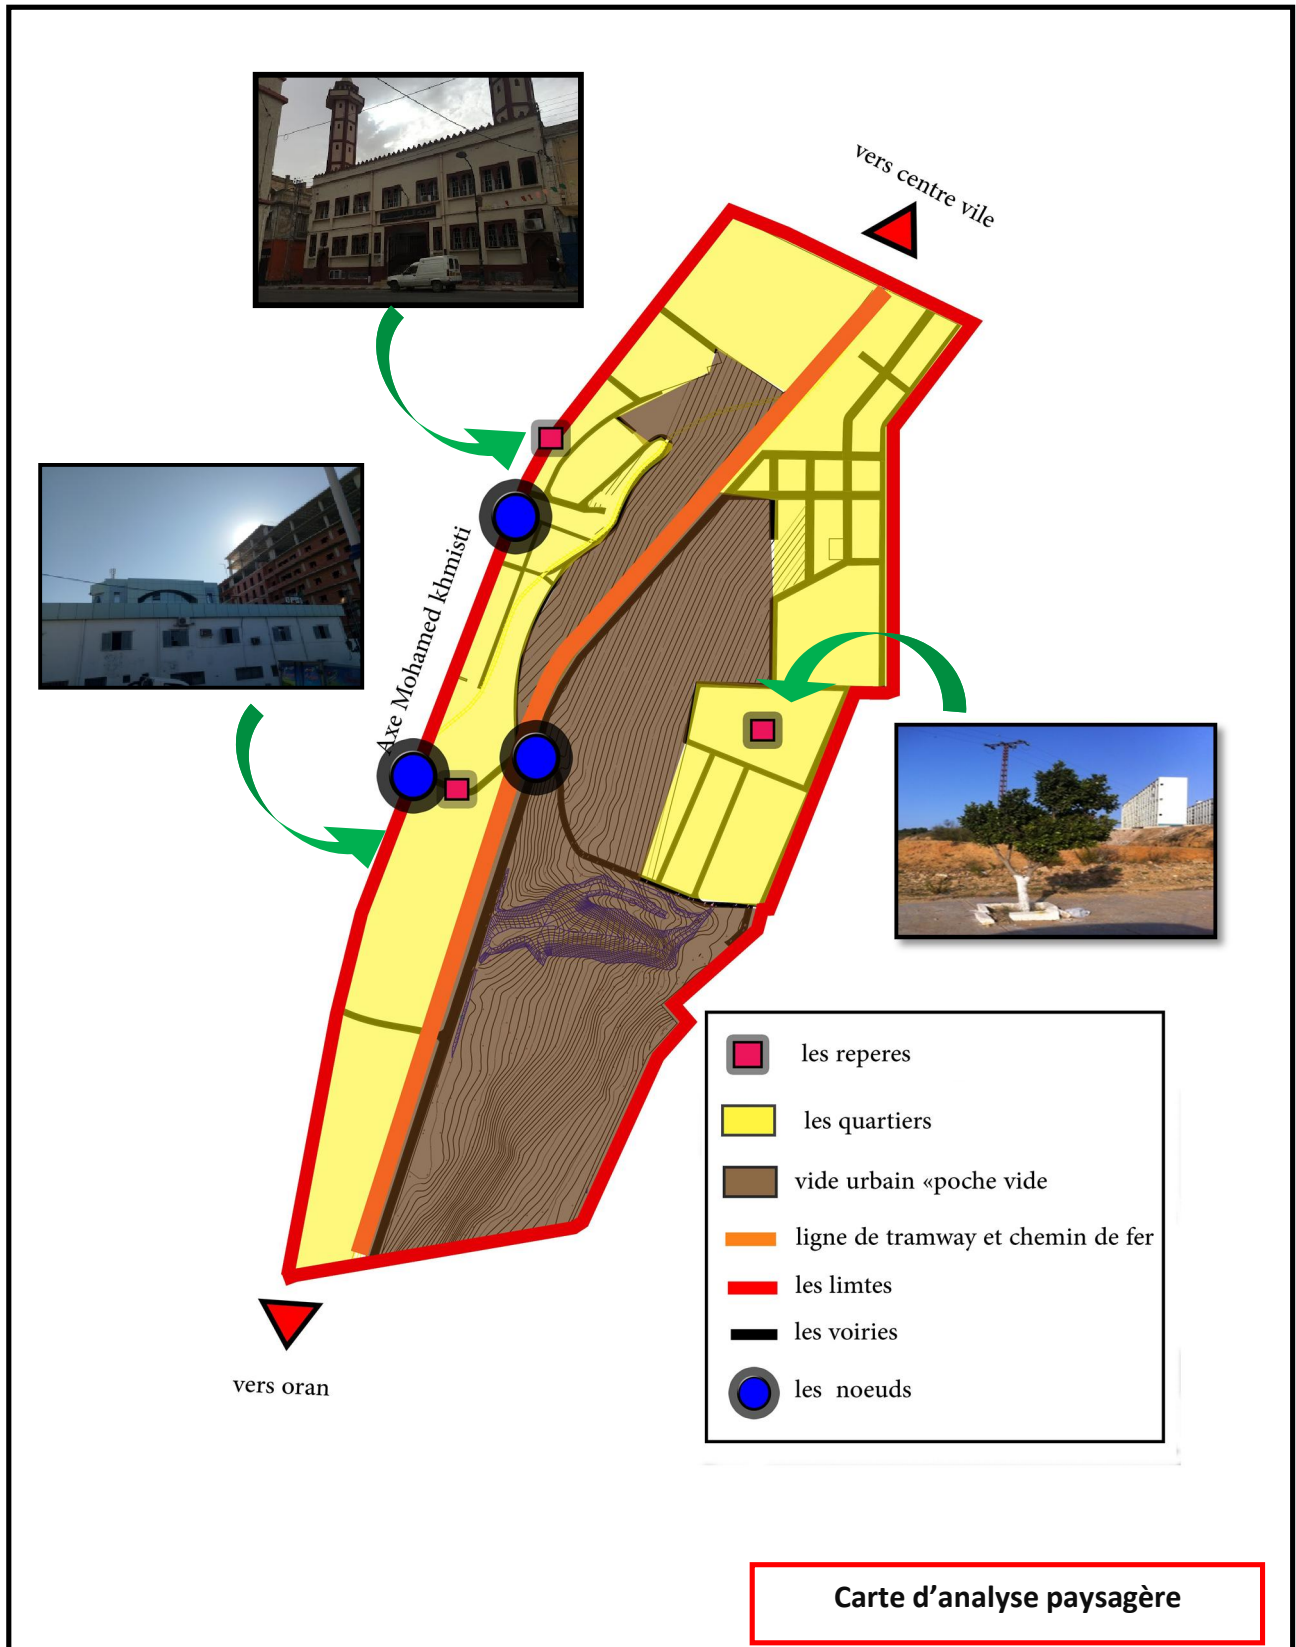 vers centre vile
Axe Mohamed khmisti
les reperes
les quartiers
vide urbain «poche vide
ligne de tramway et chemin de fer
les limtes
les voiries
les noeuds
vers oran
Carte d’analyse paysagère